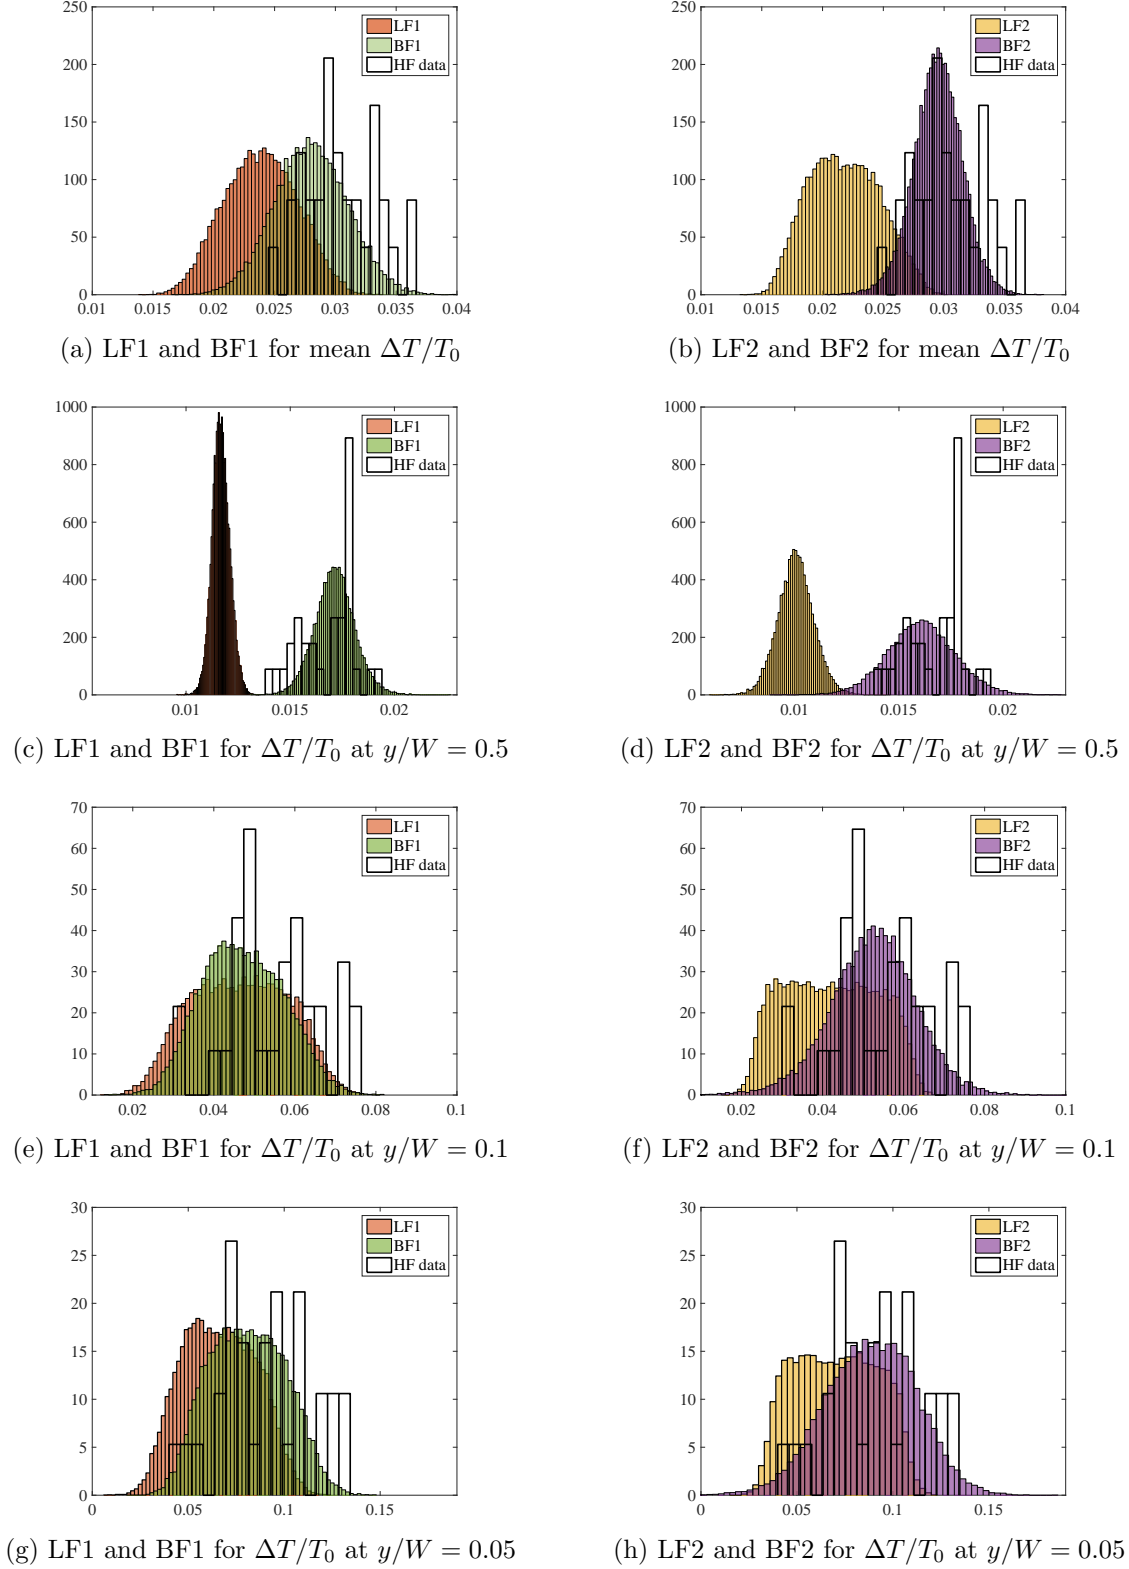 250
200
150
100
50
0
0.01 0.015 0.02 0.025 0.03 0.035 0.04
LF1
BF1
HF data
(a) LF1 and BF1 for mean ΔT/T₀
250
200
150
100
50
0
0.01 0.015 0.02 0.025 0.03 0.035 0.04
LF2
BF2
HF data
(b) LF2 and BF2 for mean ΔT/T₀
1000
800
600
400
200
0
0.01 0.015 0.02
LF1
BF1
HF data
(c) LF1 and BF1 for ΔT/T₀ at y/W = 0.5
1000
800
600
400
200
0
0.01 0.015 0.02
LF2
BF2
HF data
(d) LF2 and BF2 for ΔT/T₀ at y/W = 0.5
70
60
50
40
30
20
10
0
0.02 0.04 0.06 0.08 0.1
LF1
BF1
HF data
(e) LF1 and BF1 for ΔT/T₀ at y/W = 0.1
70
60
50
40
30
20
10
0
0.02 0.04 0.06 0.08 0.1
LF2
BF2
HF data
(f) LF2 and BF2 for ΔT/T₀ at y/W = 0.1
30
25
20
15
10
5
0
0 0.05 0.1 0.15
LF1
BF1
HF data
(g) LF1 and BF1 for ΔT/T₀ at y/W = 0.05
30
25
20
15
10
5
0
0 0.05 0.1 0.15
LF2
BF2
HF data
(h) LF2 and BF2 for ΔT/T₀ at y/W = 0.05